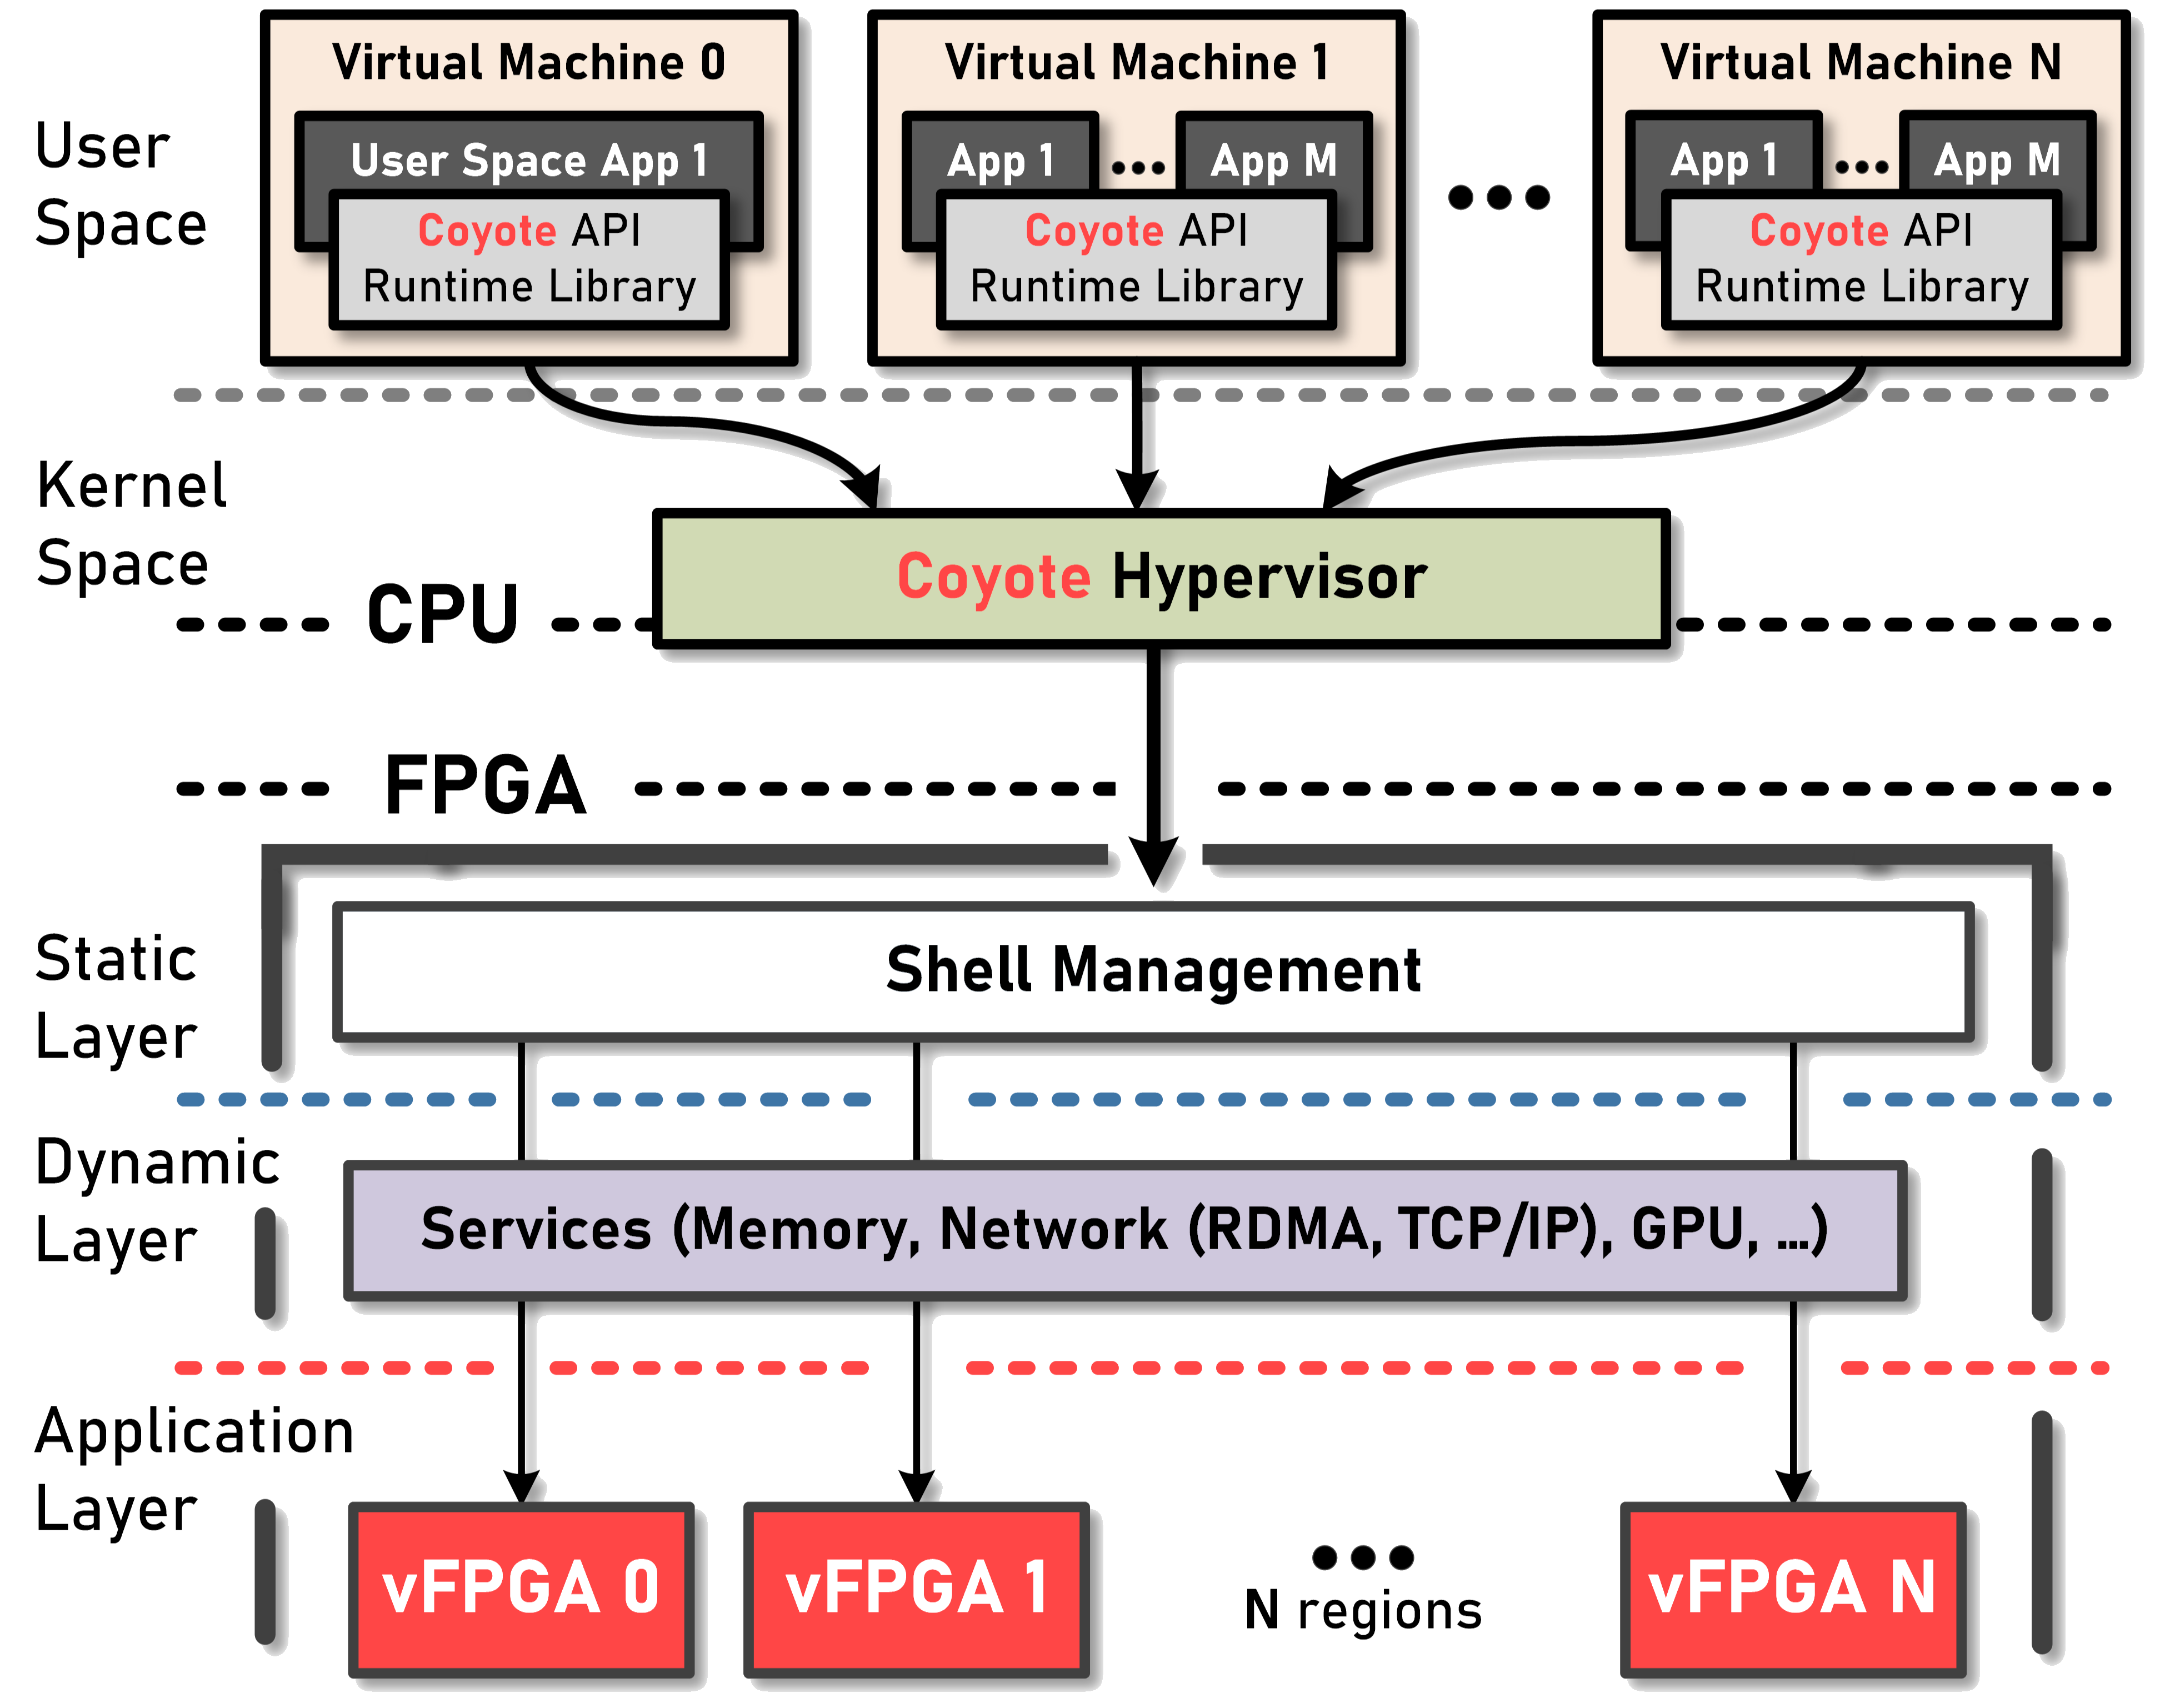 Virtual Machine 0
Virtual Machine 1
Virtual Machine N
User
Space
User Space App 1
Coyote API
Runtime Library
App 1
...
App M
Coyote API
Runtime Library
...
App 1
...
App M
Coyote API
Runtime Library
Kernel
Space
Coyote Hypervisor
CPU
FPGA
Static
Layer
Shell Management
Dynamic
Layer
Services (Memory, Network (RDMA, TCP/IP), GPU, ...)
Application
Layer
vFPGA 0
vFPGA 1
...
N regions
vFPGA N